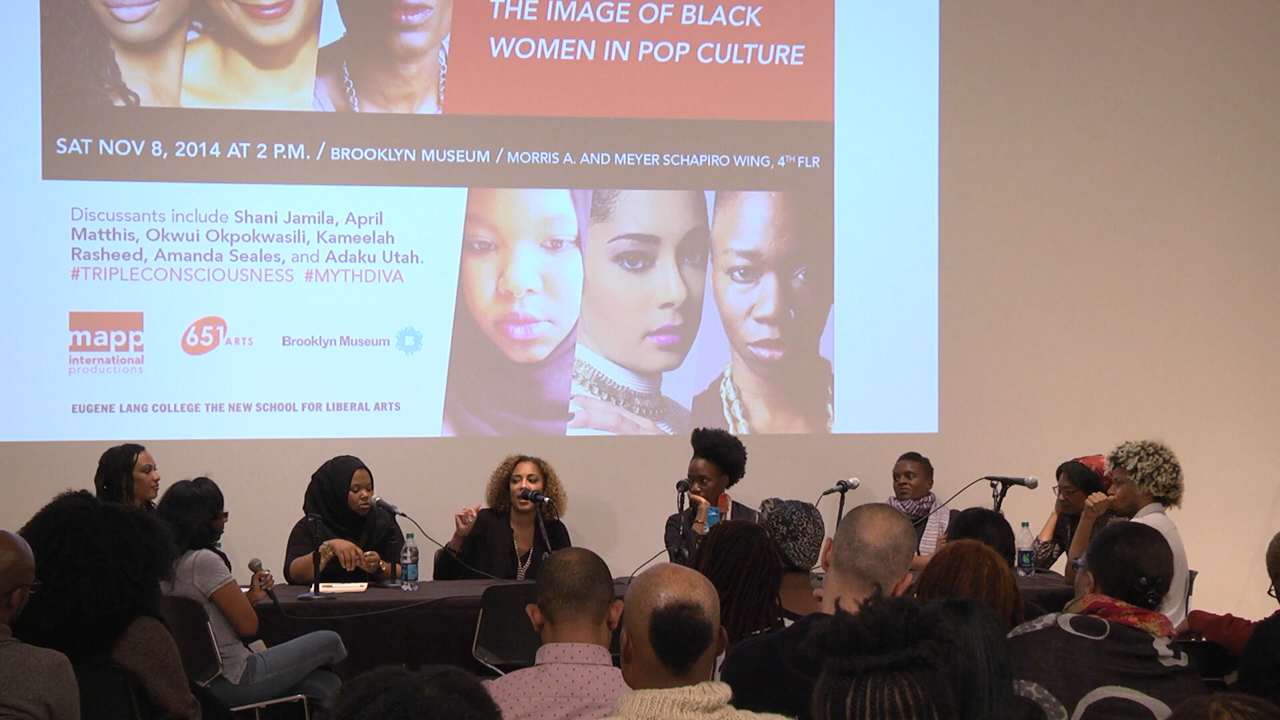 THE IMAGE OF BLACK
WOMEN IN POP CULTURE
SAT NOV 8, 2014 AT 2 P.M. / BROOKLYN MUSEUM / MORRIS A. AND MEYER SCHAPIRO WING, 4TH FLR
Discussants include Shani Jamila, April
Matthis, Okwui Okpokwasili, Kameelah
Rasheed, Amanda Seales, and Adaku Utah.
#TRIPLECONSCIOUSNESS #MYTHDIVA
mapp
international
productions
651 ARTS
Brooklyn Museum
EUGENE LANG COLLEGE THE NEW SCHOOL FOR LIBERAL ARTS